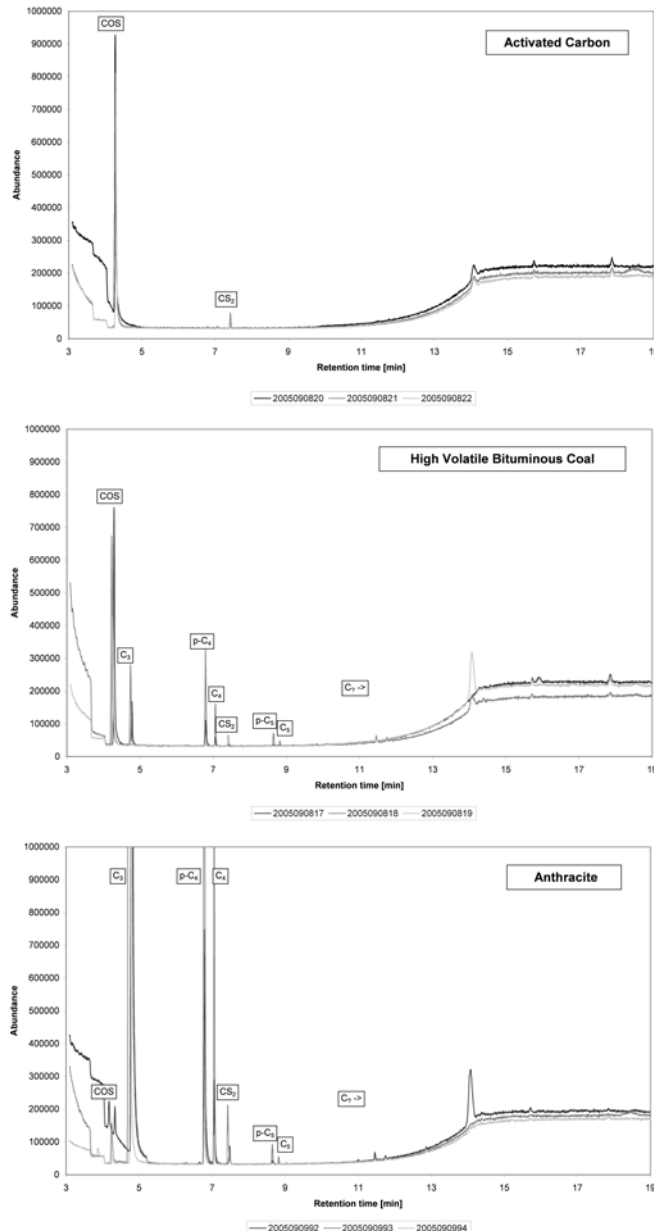 COS
1000000
Activated Carbon
900000
800000
700000
600000
Abundance
500000
400000
300000
200000
CS₂
100000
0
3 5 7 9 11 13 15 17 19
Retention time [min]
2005090820 2005090821 2005090822
1000000
High Volatile Bituminous Coal
900000
COS
800000
700000
600000
Abundance
500000
400000
p-C₄
300000
C₃
C₇ ->
200000
C₄
CS₂
p-C₅
C₅
100000
0
3 5 7 9 11 13 15 17 19
Retention time [min]
2005090817 2005090818 2005090819
1000000
C₃
p-C₄
C₄
Anthracite
900000
800000
700000
600000
Abundance
500000
400000
300000
COS
CS₂
C₇ ->
200000
p-C₅
C₅
100000
0
3 5 7 9 11 13 15 17 19
Retention time [min]
2005090992 2005090993 2005090994